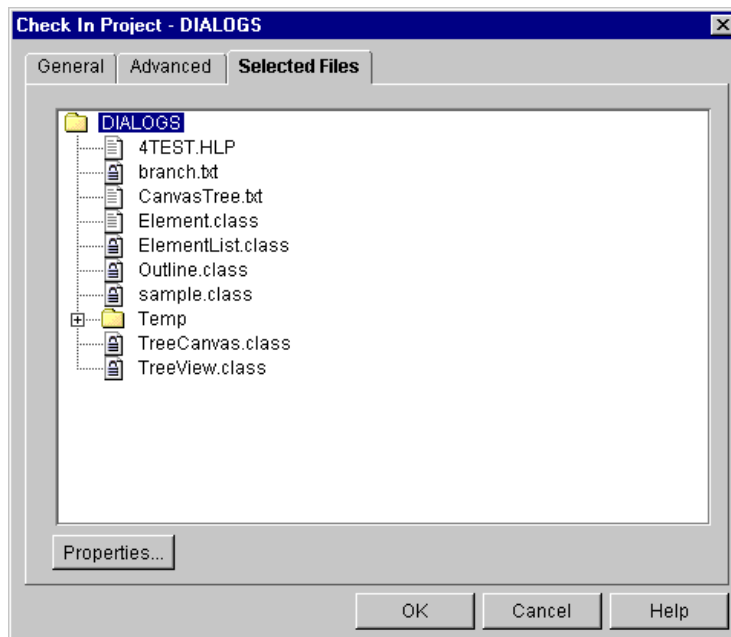 Check In Project - DIALOGS
General Advanced Selected Files
DIALOGS
4TEST.HLP
branch.txt
CanvasTree.txt
Element.class
ElementList.class
Outline.class
sample.class
Temp
TreeCanvas.class
TreeView.class
Properties...
OK Cancel Help